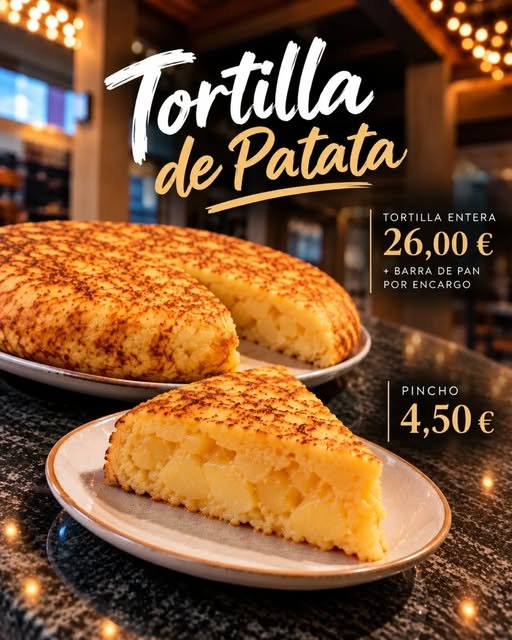 Tortilla
de Patata
TORTILLA ENTERA
26,00 €
+ BARRA DE PAN
POR ENCARGO
PINCHO
4,50 €